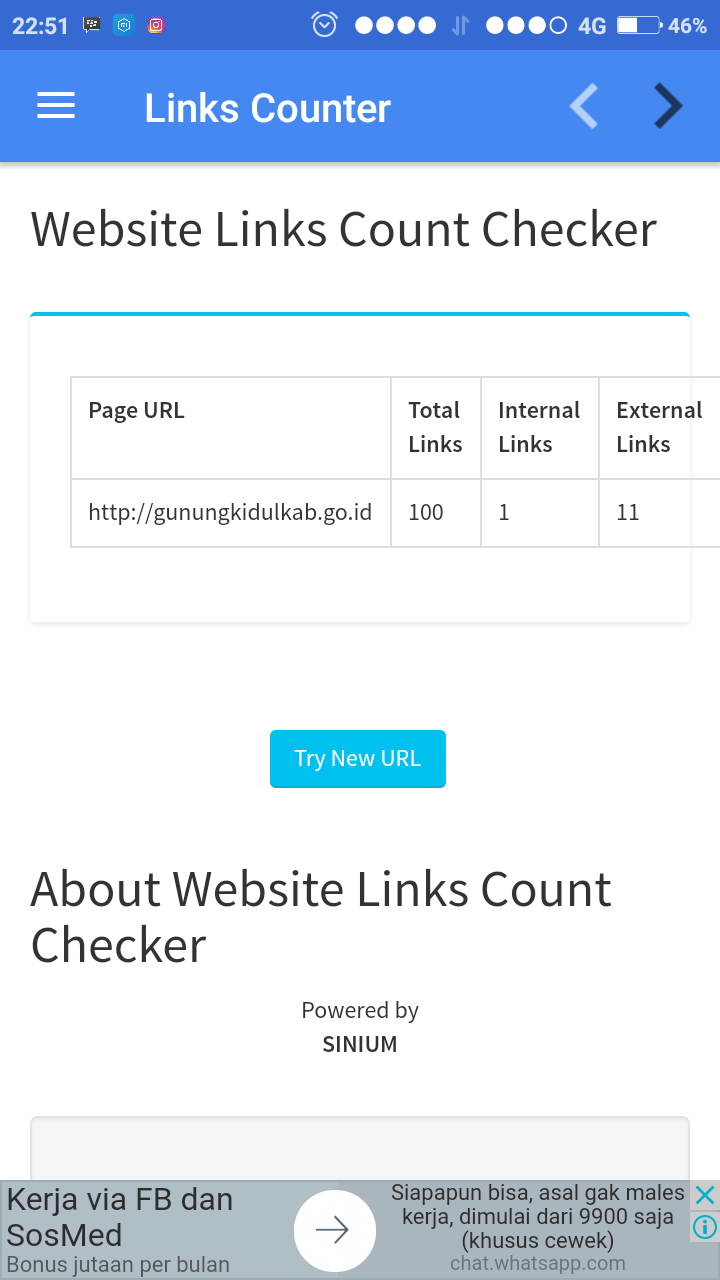 22:51 4G 46%
Links Counter
Website Links Count Checker
Page URL Total Links Internal Links External Links
http://gunungkidulkab.go.id 100 1 11
Try New URL
About Website Links Count
Checker
Powered by
SINIUM
Kerja via FB dan
SosMed
Bonus jutaan per bulan
Siapapun bisa, asal gak males
kerja, dimulai dari 9900 saja
(khusus cewek)
chat.whatsapp.com